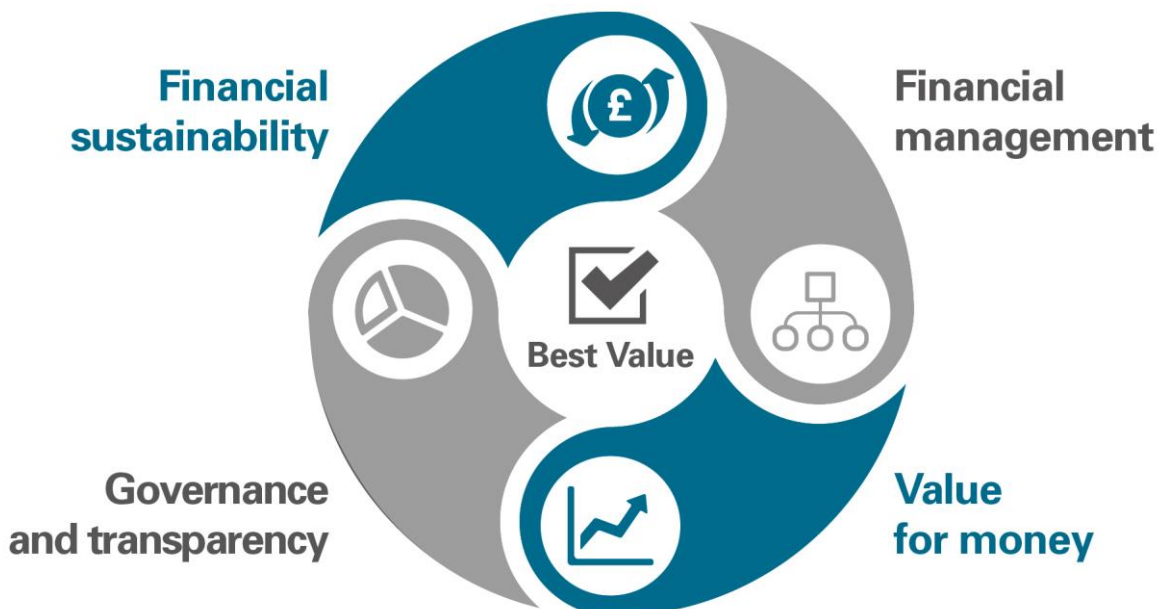 Financial
sustainability
Financial
management
£
Best Value
Governance
and transparency
Value
for money